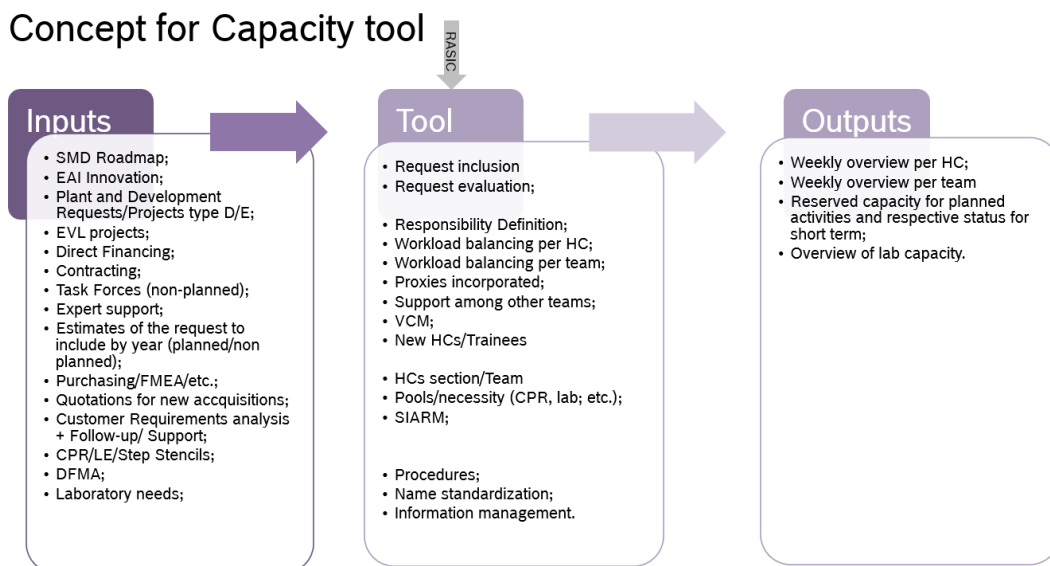 Concept for Capacity tool
RASIC
Inputs
• SMD Roadmap;
• EAI Innovation;
• Plant and Development
Requests/Projects type D/E;
• EVL projects;
• Direct Financing;
• Contracting;
• Task Forces (non-planned);
• Expert support;
• Estimates of the request to
include by year (planned/non
planned);
• Purchasing/FMEA/etc.;
• Quotations for new accquisitions;
• Customer Requirements analysis
+ Follow-up/ Support;
• CPR/LE/Step Stencils;
• DFMA;
• Laboratory needs;
Tool
• Request inclusion
• Request evaluation;
• Responsibility Definition;
• Workload balancing per HC;
• Workload balancing per team;
• Proxies incorporated;
• Support among other teams;
• VCM;
• New HCs/Trainees
• HCs section/Team
• Pools/necessity (CPR, lab; etc.);
• SIARM;
• Procedures;
• Name standardization;
• Information management.
Outputs
• Weekly overview per HC;
• Weekly overview per team
• Reserved capacity for planned
activities and respective status for
short term;
• Overview of lab capacity.